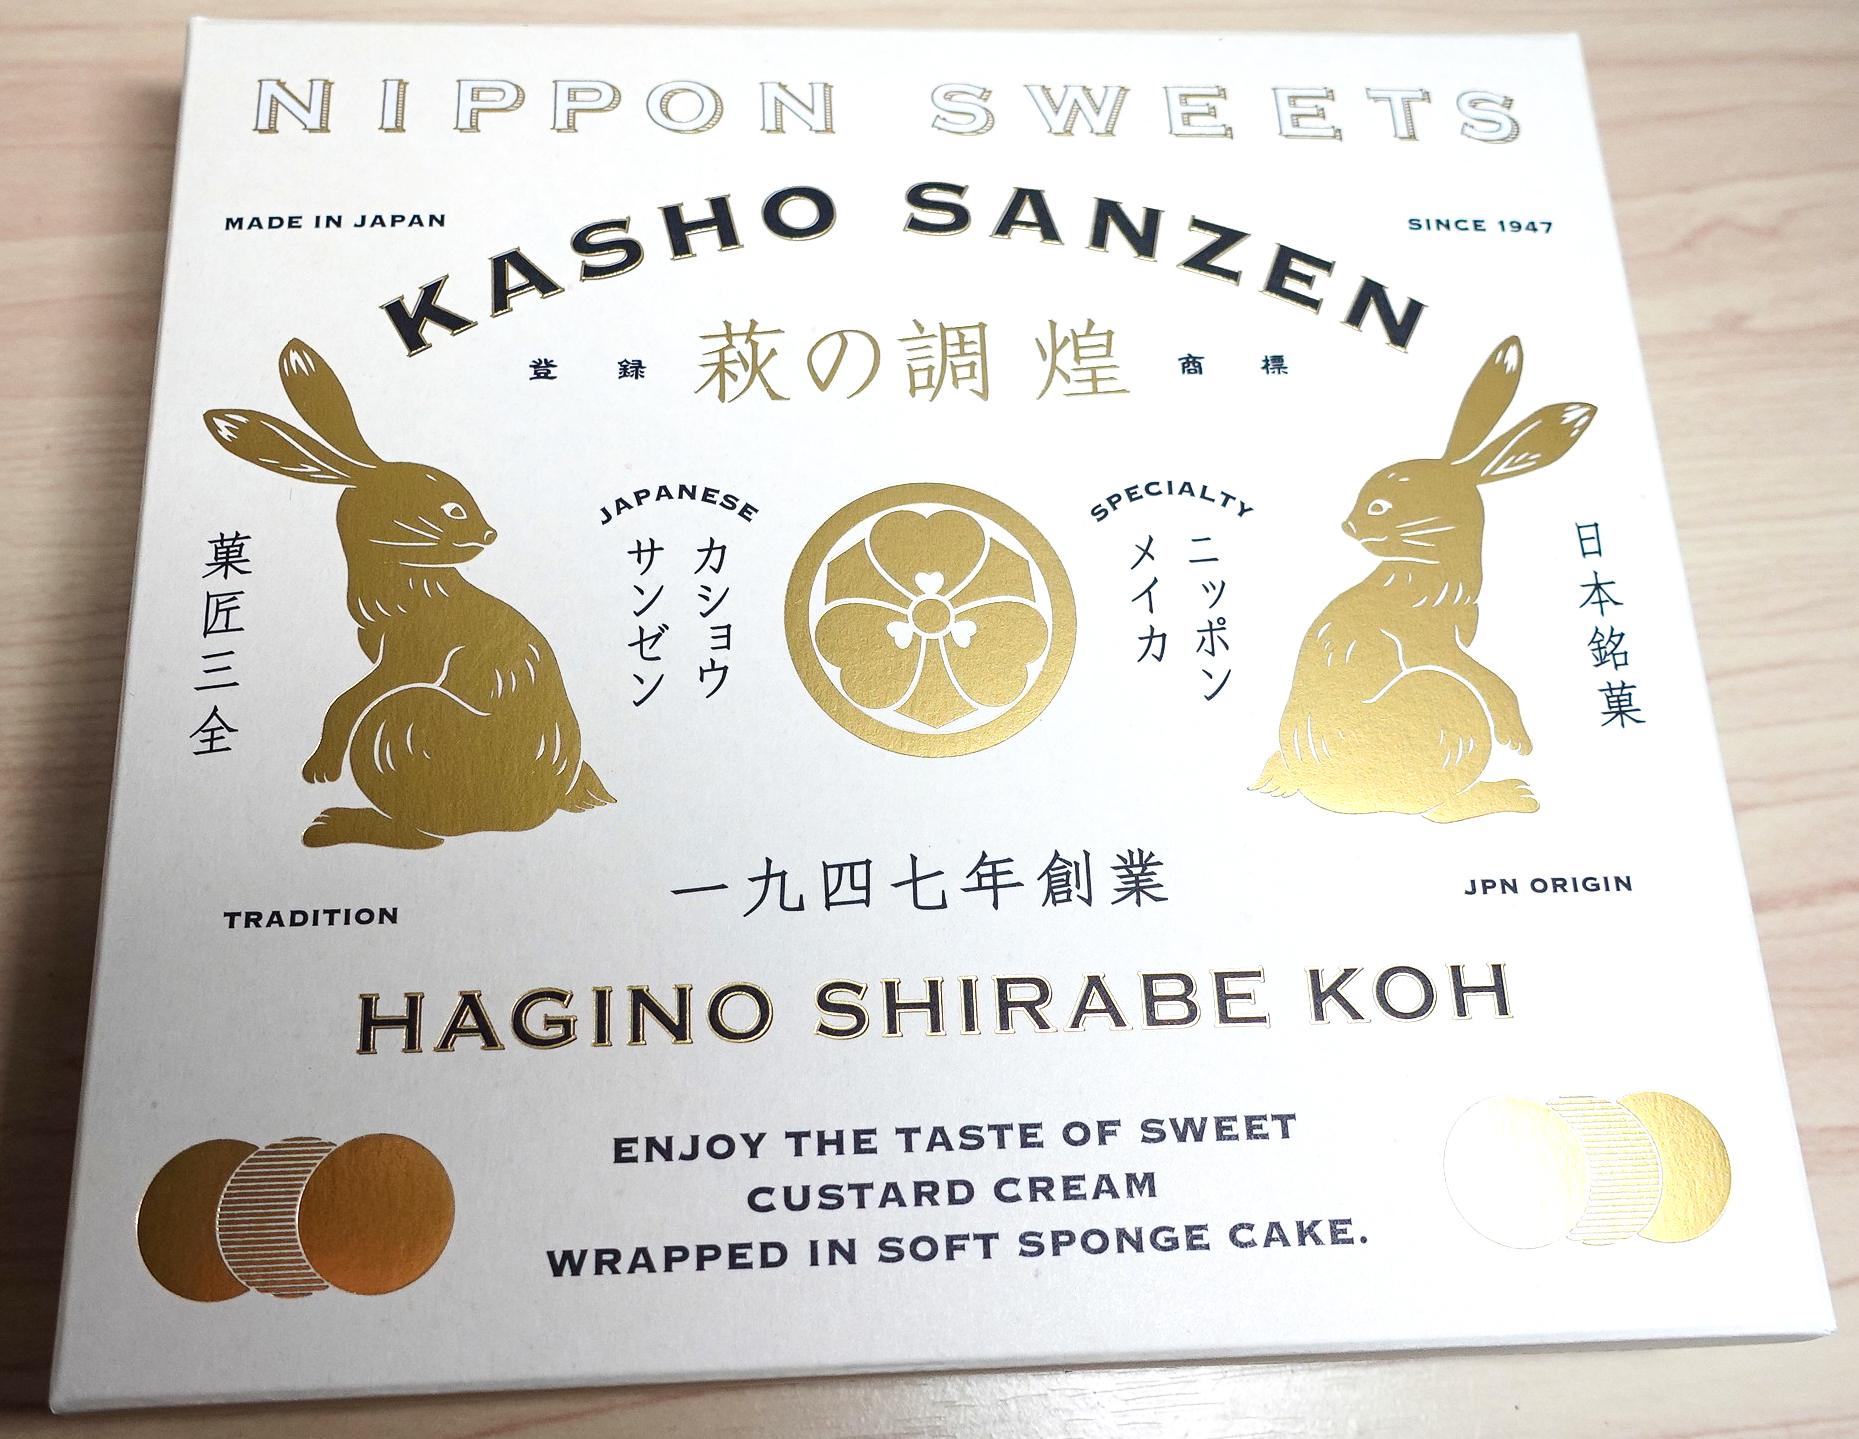 NIPPON SWEETS
MADE IN JAPAN
KASHO SANZEN
SINCE 1947
登録
萩の調 煌
商標
菓匠三全
JAPANESE
カショウ
サンゼン
SPECIALTY
ニッポン
メイカ
日本銘菓
一九四七年創業
TRADITION
JPN ORIGIN
HAGINO SHIRABE KOH
ENJOY THE TASTE OF SWEET
CUSTARD CREAM
WRAPPED IN SOFT SPONGE CAKE.